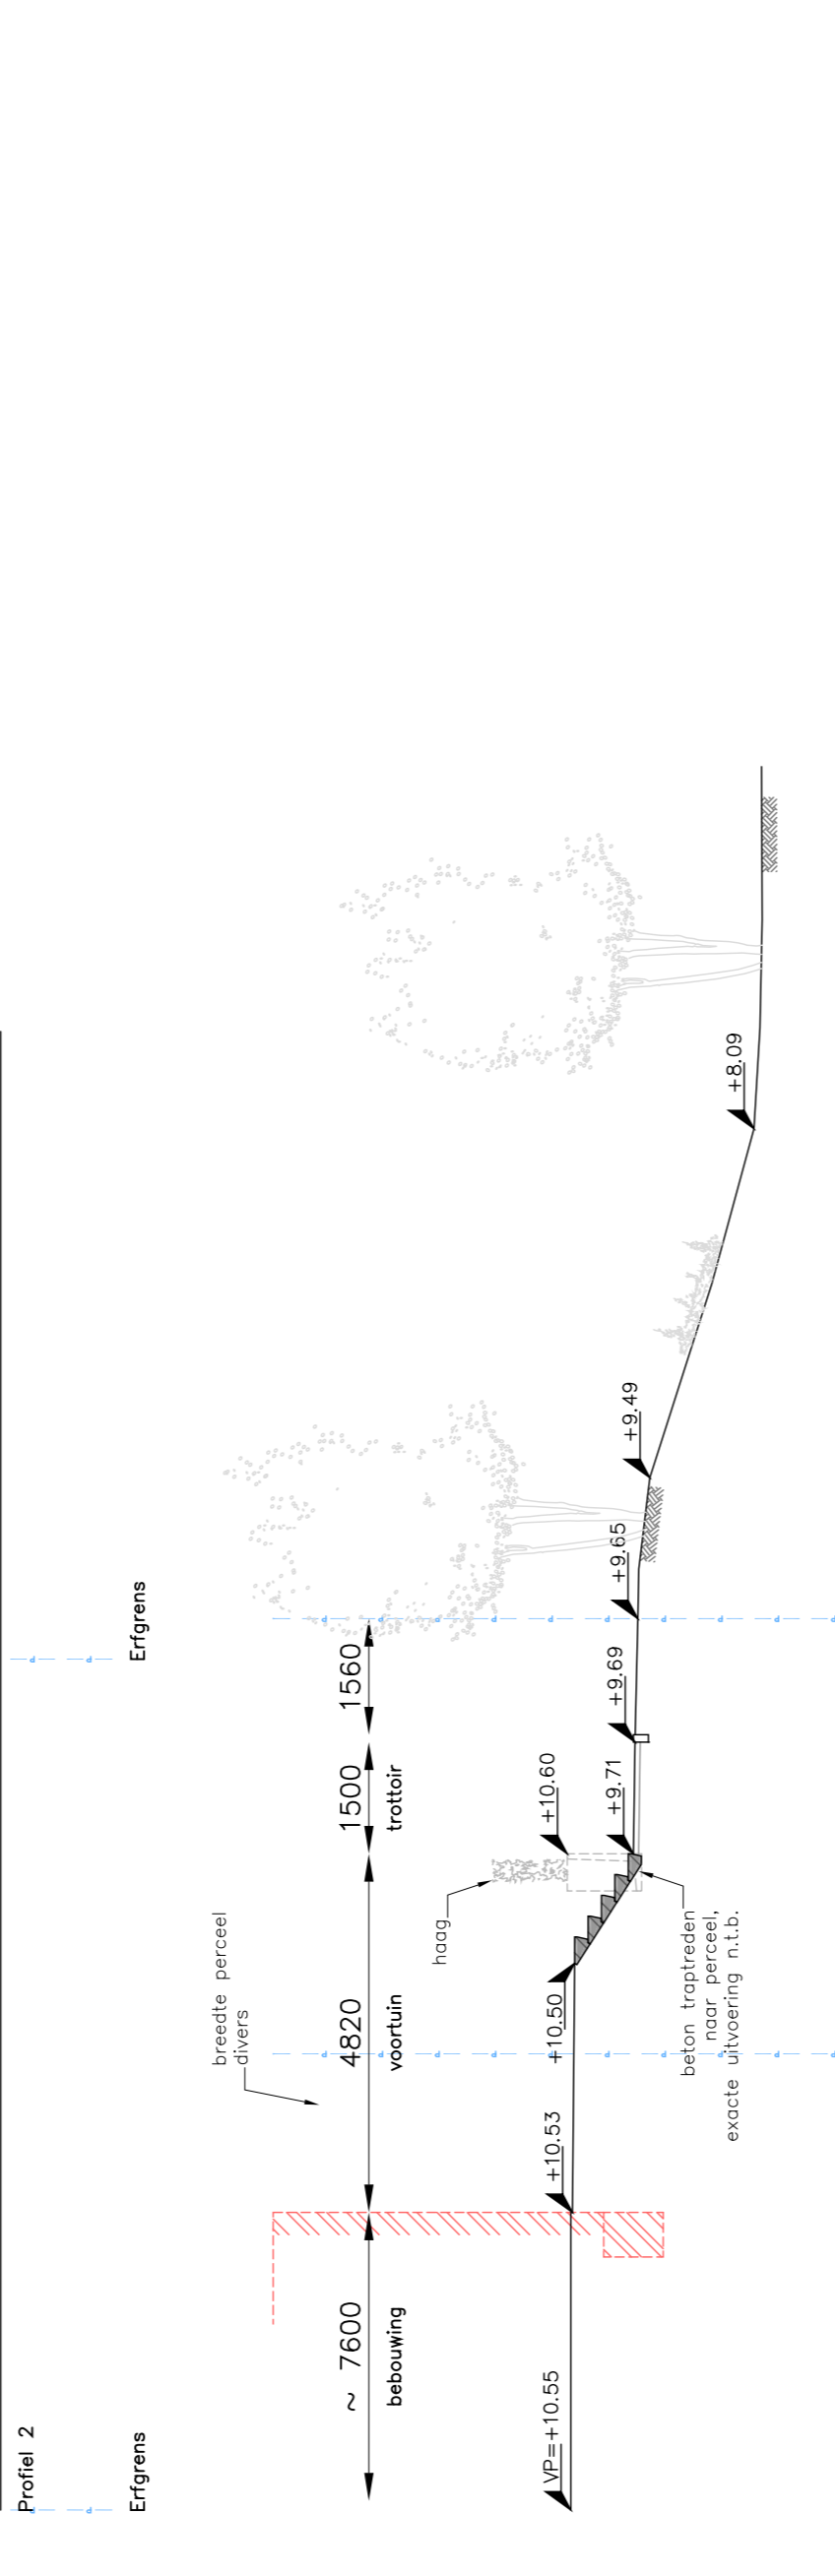 Profiel 2
Erfgrens
Erfgrens
breedte perceel
divers
~ 7600
4820
1500
1560
bebouwing
voortuin
trottoir
haag
VP=+10.55
+10.53
+10.50
+10.60
+9.71
+9.69
+9.65
+9.49
+8.09
beton traptreden
naar perceel,
exacte uitvoering n.t.b.